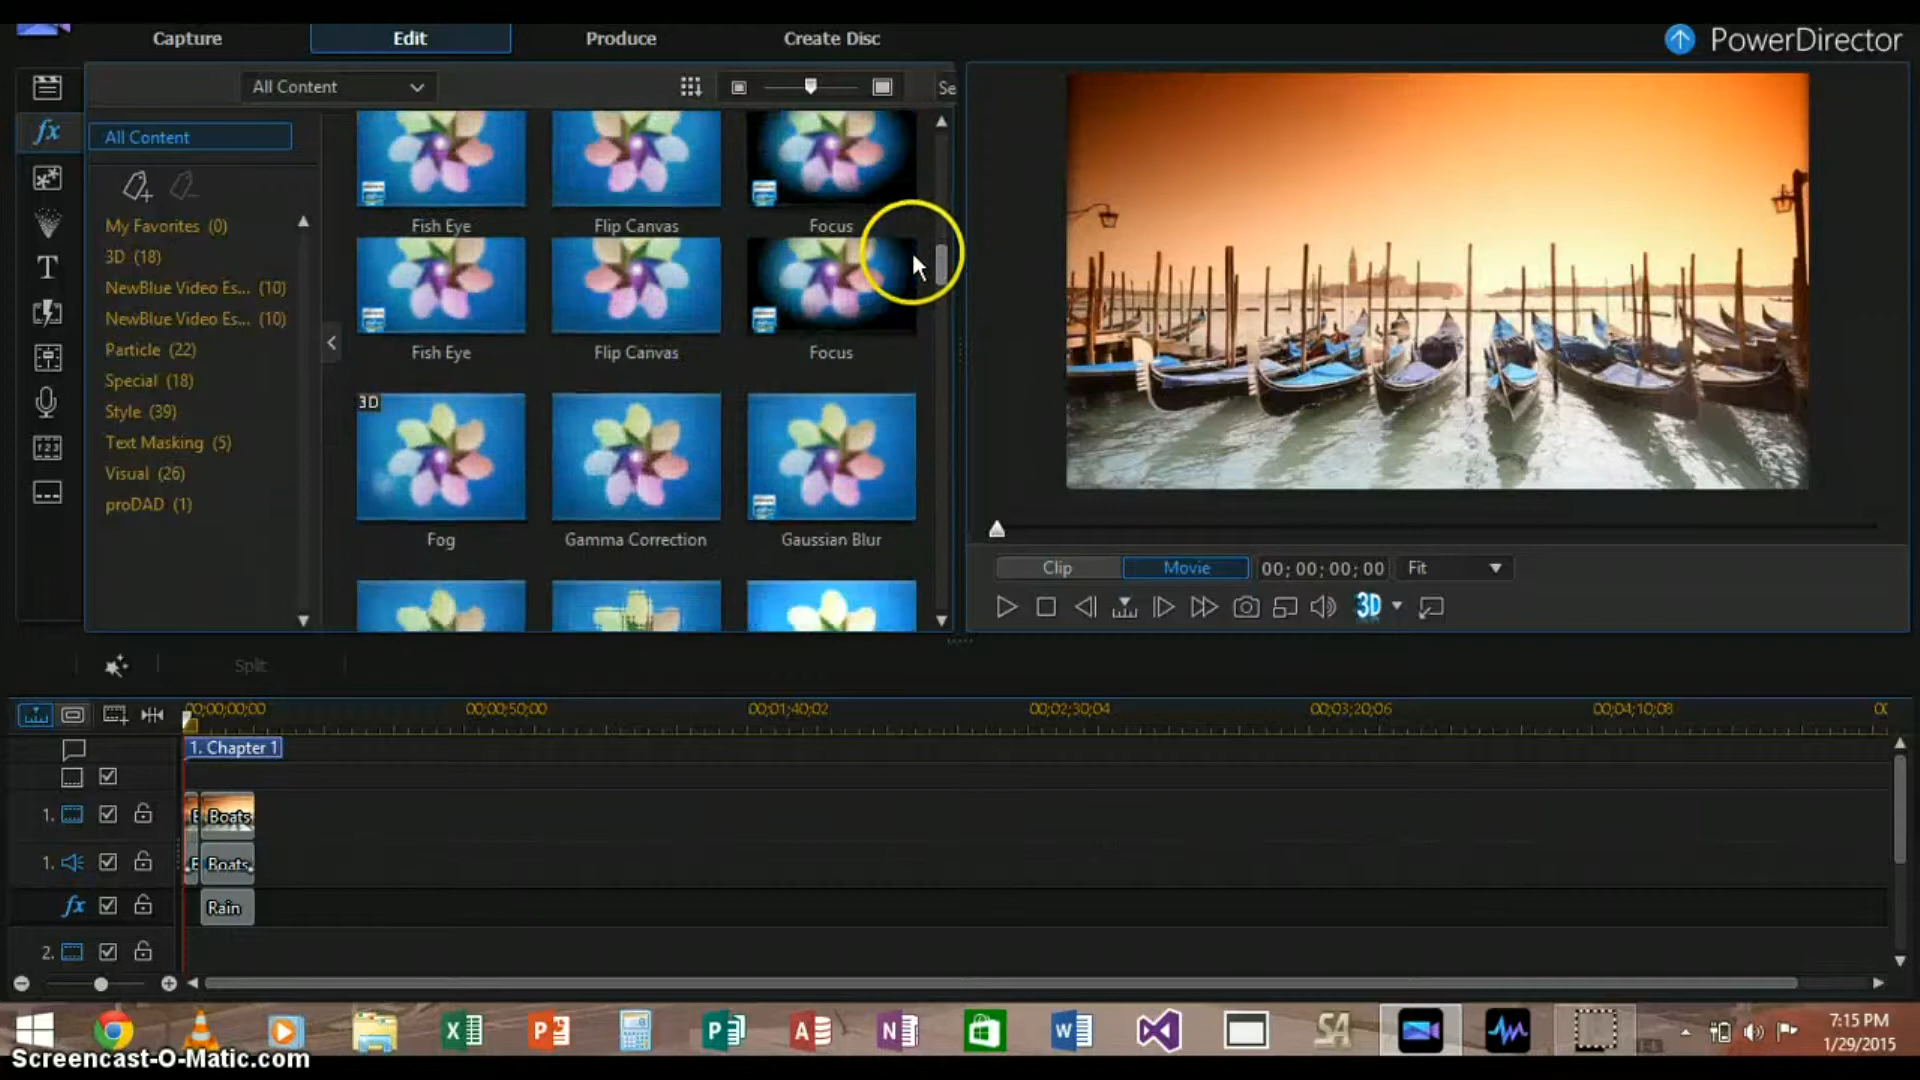 Capture Edit Produce Create Disc PowerDirector
fx All Content Se
All Content
My Favorites (0)
3D (18)
NewBlue Video Es... (10)
NewBlue Video Es... (10)
Particle (22)
Special (18)
Style (39)
Text Masking (5)
Visual (26)
proDAD (1)
Fish Eye Flip Canvas Focus
Fish Eye Flip Canvas Focus
3D
Fog Gamma Correction Gaussian Blur
Clip Movie 00; 00; 00; 00 Fit
3D
Split
00;00;00;00 00;00;50;00 00;01;40;02 00;02;30;04 00;03;20;06 00;04;10;08
1. Chapter 1
1. Boats
1. Boats
fx Rain
2.
7:15 PM
1/29/2015
Screencast-O-Matic.com